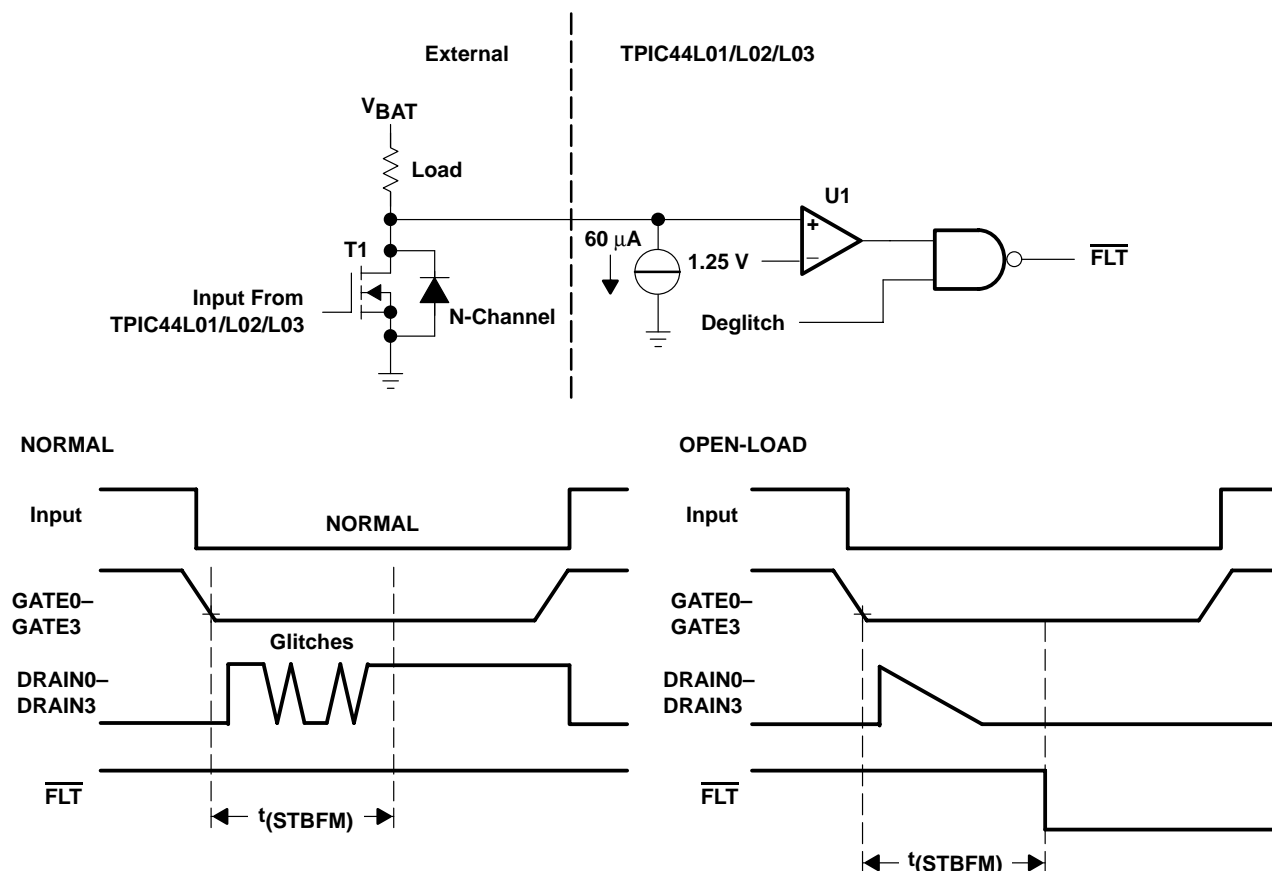 External
TPIC44L01/L02/L03
VBAT
Load
U1
+
−
T1
60 µA
1.25 V
FLT
Input From
TPIC44L01/L02/L03
N-Channel
Deglitch
NORMAL
Input
NORMAL
GATE0–
GATE3
Glitches
DRAIN0–
DRAIN3
FLT
t(STBFM)
OPEN-LOAD
Input
GATE0–
GATE3
DRAIN0–
DRAIN3
FLT
t(STBFM)